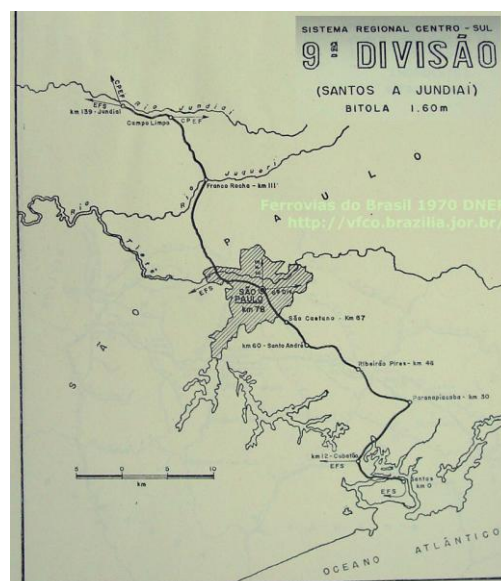 SISTEMA REGIONAL CENTRO - SUL
9ª DIVISÃO
(SANTOS A JUNDIAÍ)
BITOLA 1.60m
CPEF
EFS
km 139 - Jundiaí
Rio Jundiaí
Campo Limpo
CPEF
Rio Juqueri
Franco Rocha - km 111
Ferrovias do Brasil 1970 DNEF
http://vfco.brazilia.jor.br/
SÃO PAULO
Rio Tietê
EFS
SÃO PAULO
km 78
São Caetano - Km 67
km 60 - Santo André
Ribeirão Pires - km 46
Paranapiacaba - km 30
km 12 - Cubatão
EFS
Santos
km 0
EFS
5 0 5 10
km
OCEANO ATLÂNTICO